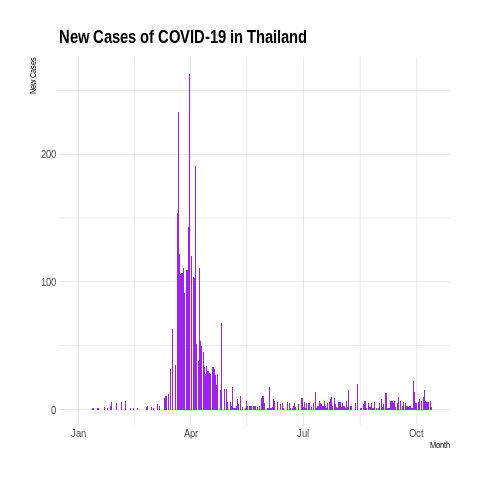 New Cases of COVID-19 in Thailand
New Cases
200
100
0
Jan Apr Jul Oct
Month